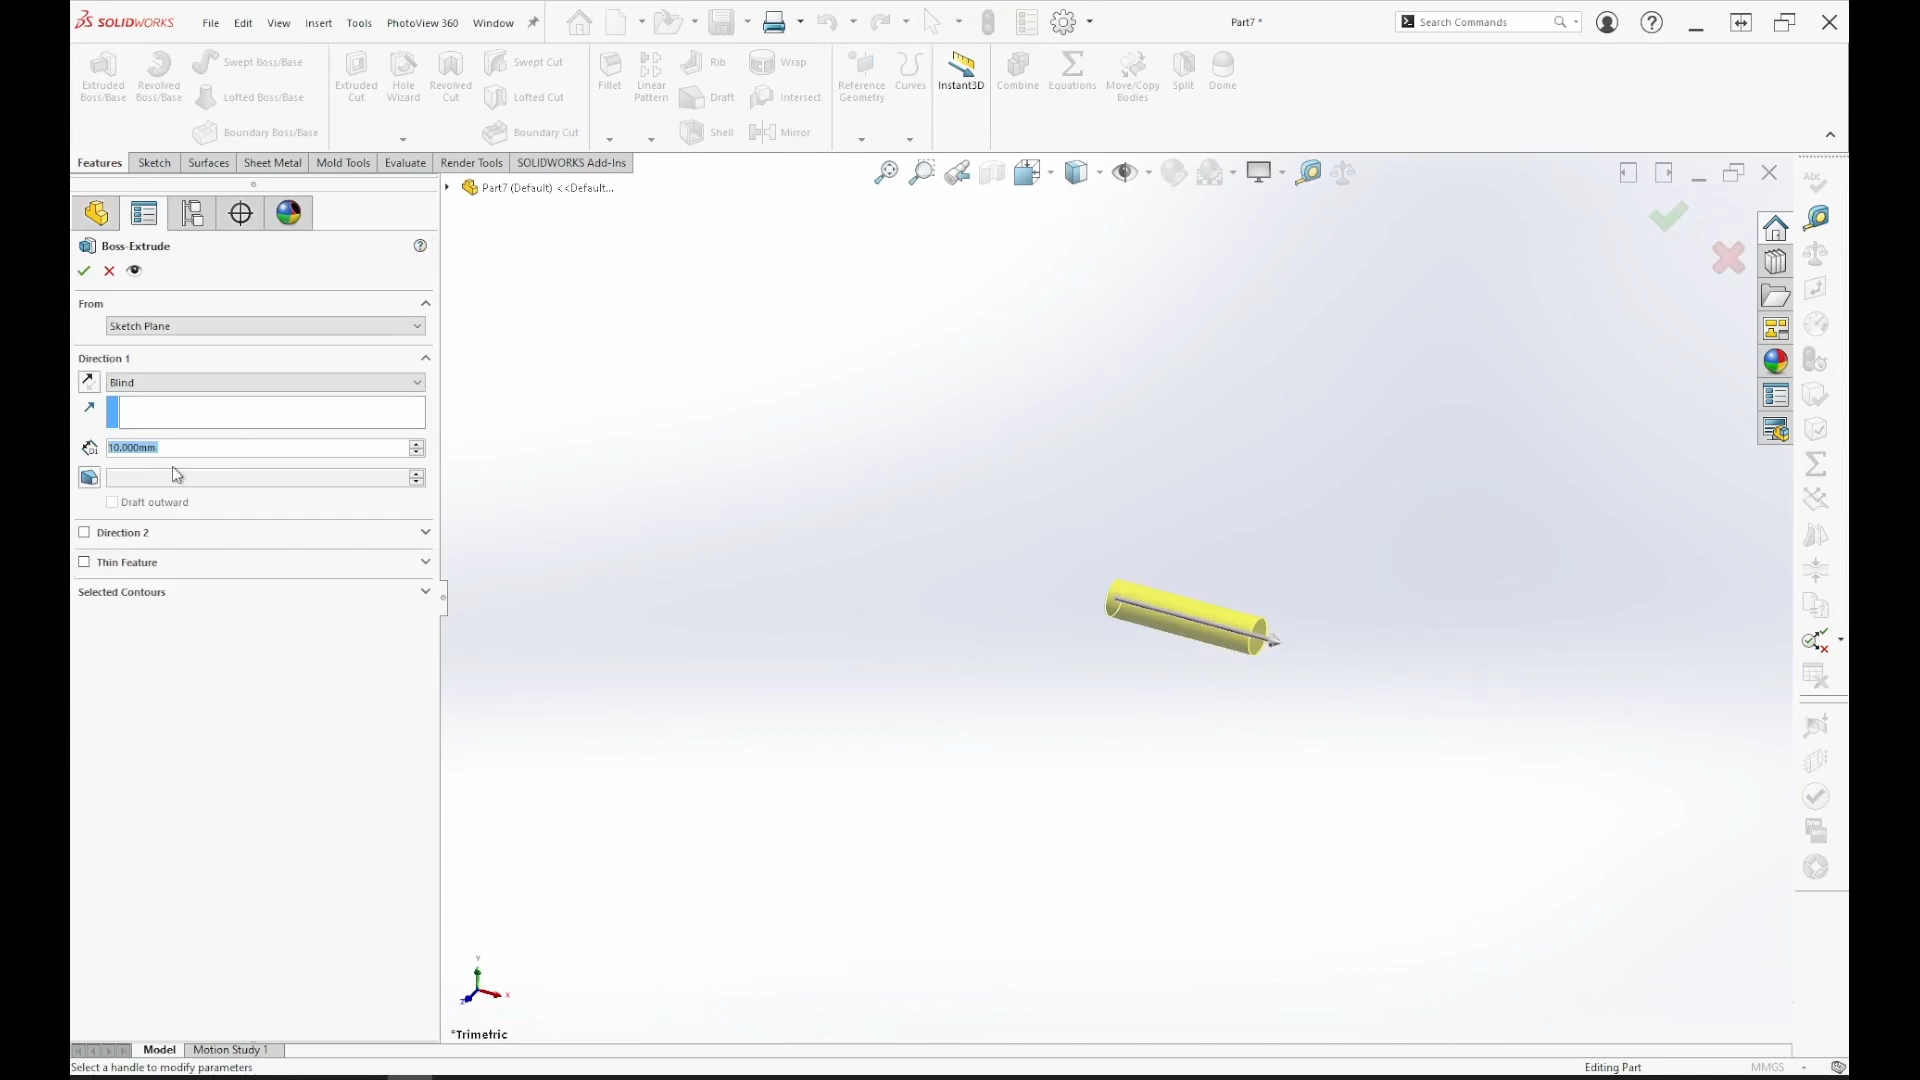 SOLIDWORKS File Edit View Insert Tools PhotoView 360 Window Part7 * Search Commands
Extruded Boss/Base
Revolved Boss/Base
Swept Boss/Base
Lofted Boss/Base
Boundary Boss/Base
Extruded Cut
Hole Wizard
Revolved Cut
Swept Cut
Lofted Cut
Boundary Cut
Fillet
Linear Pattern
Rib
Draft
Shell
Wrap
Intersect
Mirror
Reference Geometry
Curves
Instant3D
Combine
Equations
Move/Copy Bodies
Split
Dome
Features Sketch Surfaces Sheet Metal Mold Tools Evaluate Render Tools SOLIDWORKS Add-Ins
Part7 (Default) <<Default...
Boss-Extrude
From
Sketch Plane
Direction 1
Blind
D1
10.000mm
Draft outward
Direction 2
Thin Feature
Selected Contours
Abc
Y
X
Z
*Trimetric
Model Motion Study 1
Select a handle to modify parameters Editing Part MMGS